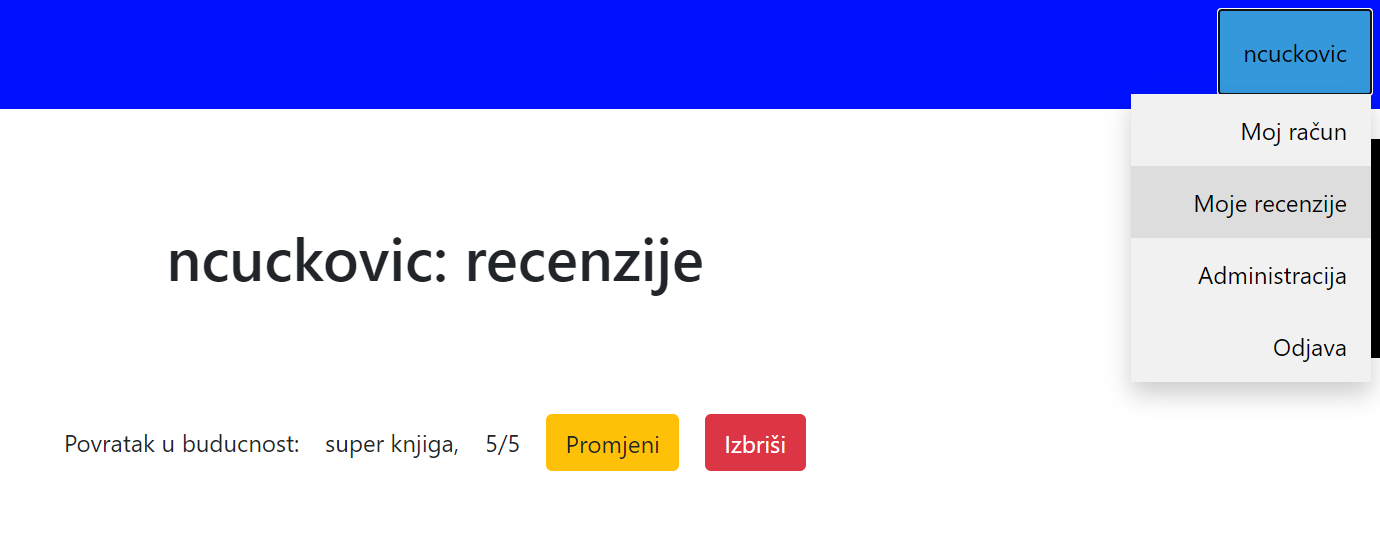 ncuckovic
Moj račun
Moje recenzije
Administracija
Odjava
ncuckovic: recenzije
Povratak u buducnost: super knjiga, 5/5 Promjeni Izbriši